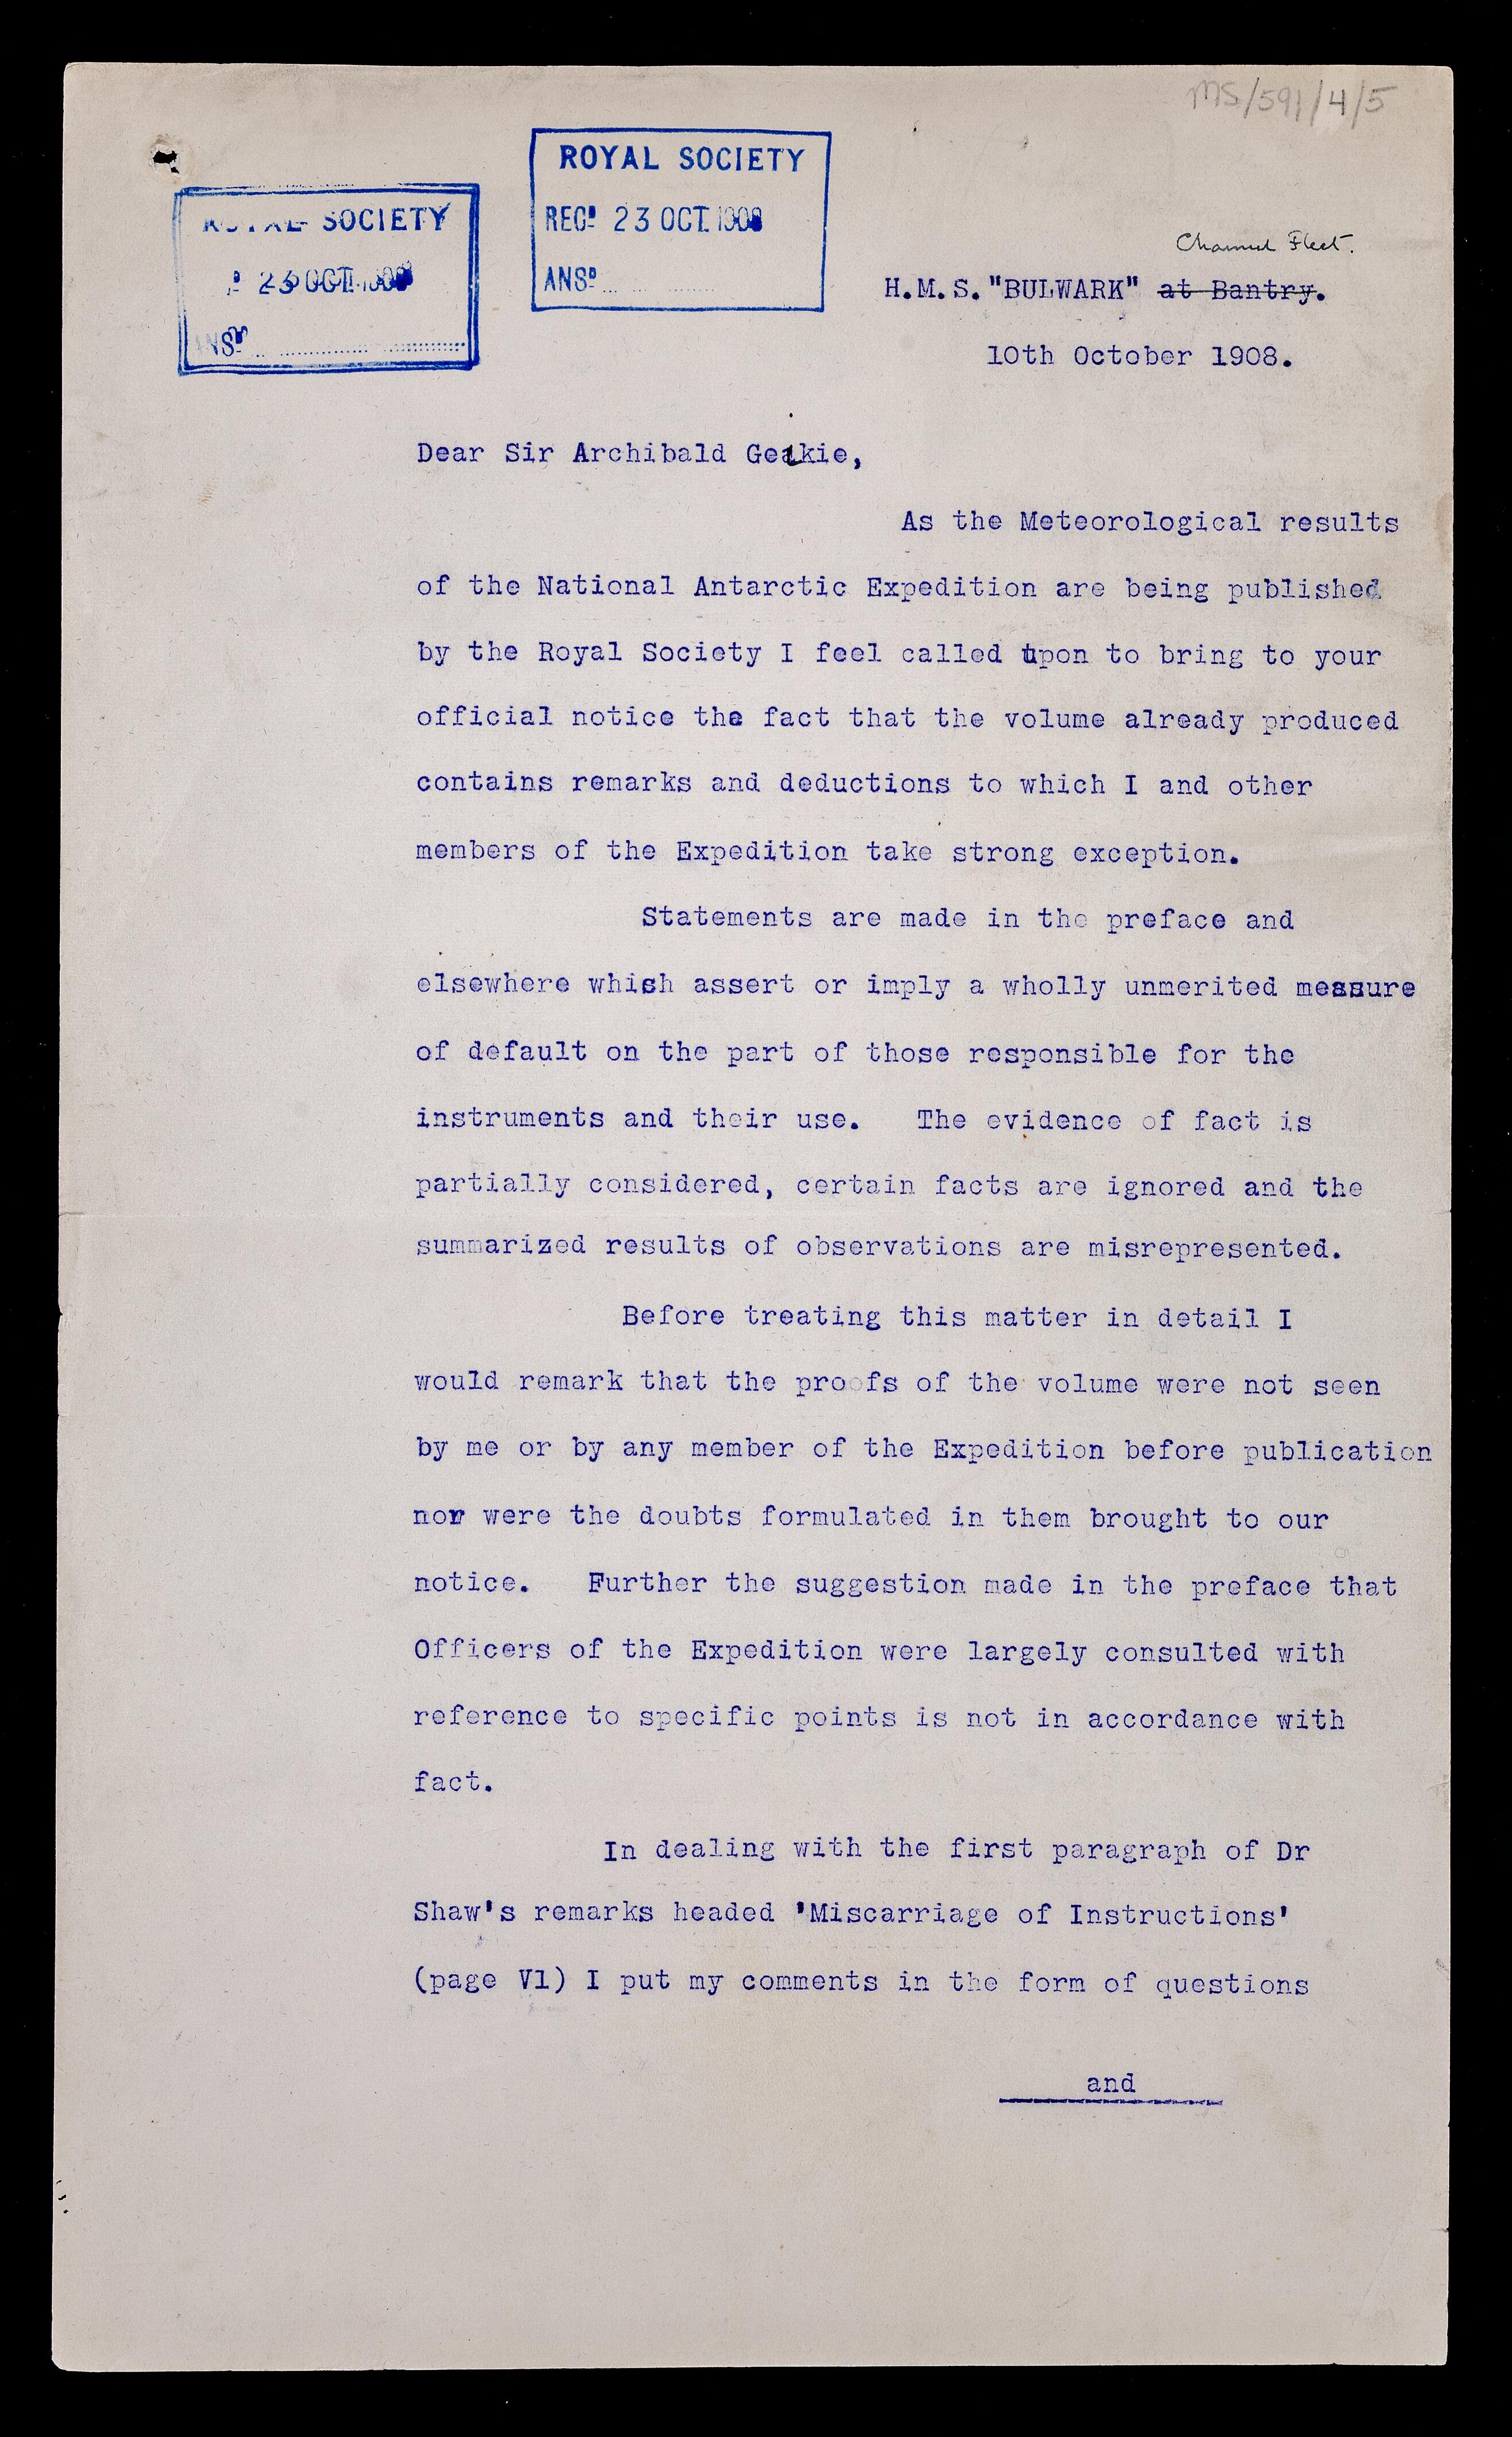 MS/591/4/5
ROYAL SOCIETY
RECD 23 OCT. 1908
ANSD
SOCIETY
23 OCT. 1908
ANSD
Channel Fleet.
H.M.S. "BULWARK" at Bantry.
10th October 1908.
Dear Sir Archibald Geikie,
As the Meteorological results
of the National Antarctic Expedition are being published
by the Royal Society I feel called upon to bring to your
official notice the fact that the volume already produced
contains remarks and deductions to which I and other
members of the Expedition take strong exception.
Statements are made in the preface and
elsewhere which assert or imply a wholly unmerited measure
of default on the part of those responsible for the
instruments and their use. The evidence of fact is
partially considered, certain facts are ignored and the
summarized results of observations are misrepresented.
Before treating this matter in detail I
would remark that the proofs of the volume were not seen
by me or by any member of the Expedition before publication
nor were the doubts formulated in them brought to our
notice. Further the suggestion made in the preface that
Officers of the Expedition were largely consulted with
reference to specific points is not in accordance with
fact.
In dealing with the first paragraph of Dr
Shaw's remarks headed 'Miscarriage of Instructions'
(page V1) I put my comments in the form of questions
and